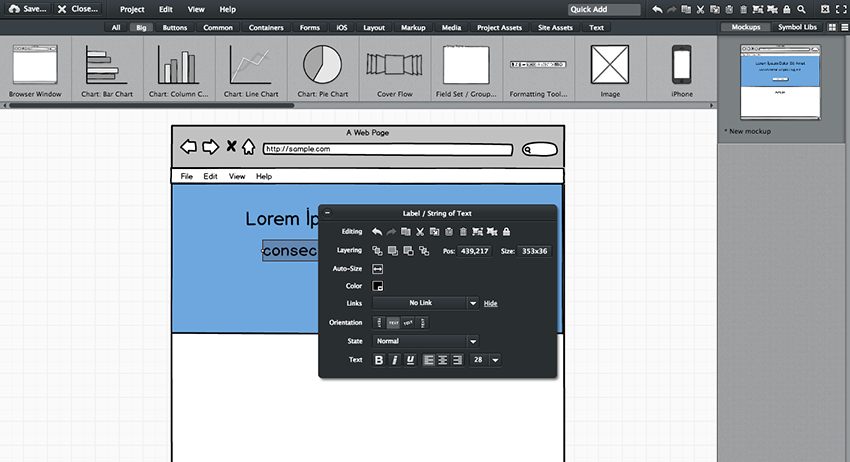 Save... Close... Project Edit View Help Quick Add
All Big Buttons Common Containers Forms iOS Layout Markup Media Project Assets Site Assets Text
Mockups Symbol Libs
Browser Window Chart: Bar Chart Chart: Column C... Chart: Line Chart Chart: Pie Chart Cover Flow Field Set / Group... Formatting Tool... Image iPhone
Lorem Ipsum Dolor Sit Amet
* New mockup
A Web Page
http://sample.com
File Edit View Help
Lorem İp
consec
Label / String of Text
Editing
Layering Pos: 439,217 Size: 353x36
Auto-Size
Color
Links No Link Hide
Orientation TEXT
State Normal
Text B i u 28